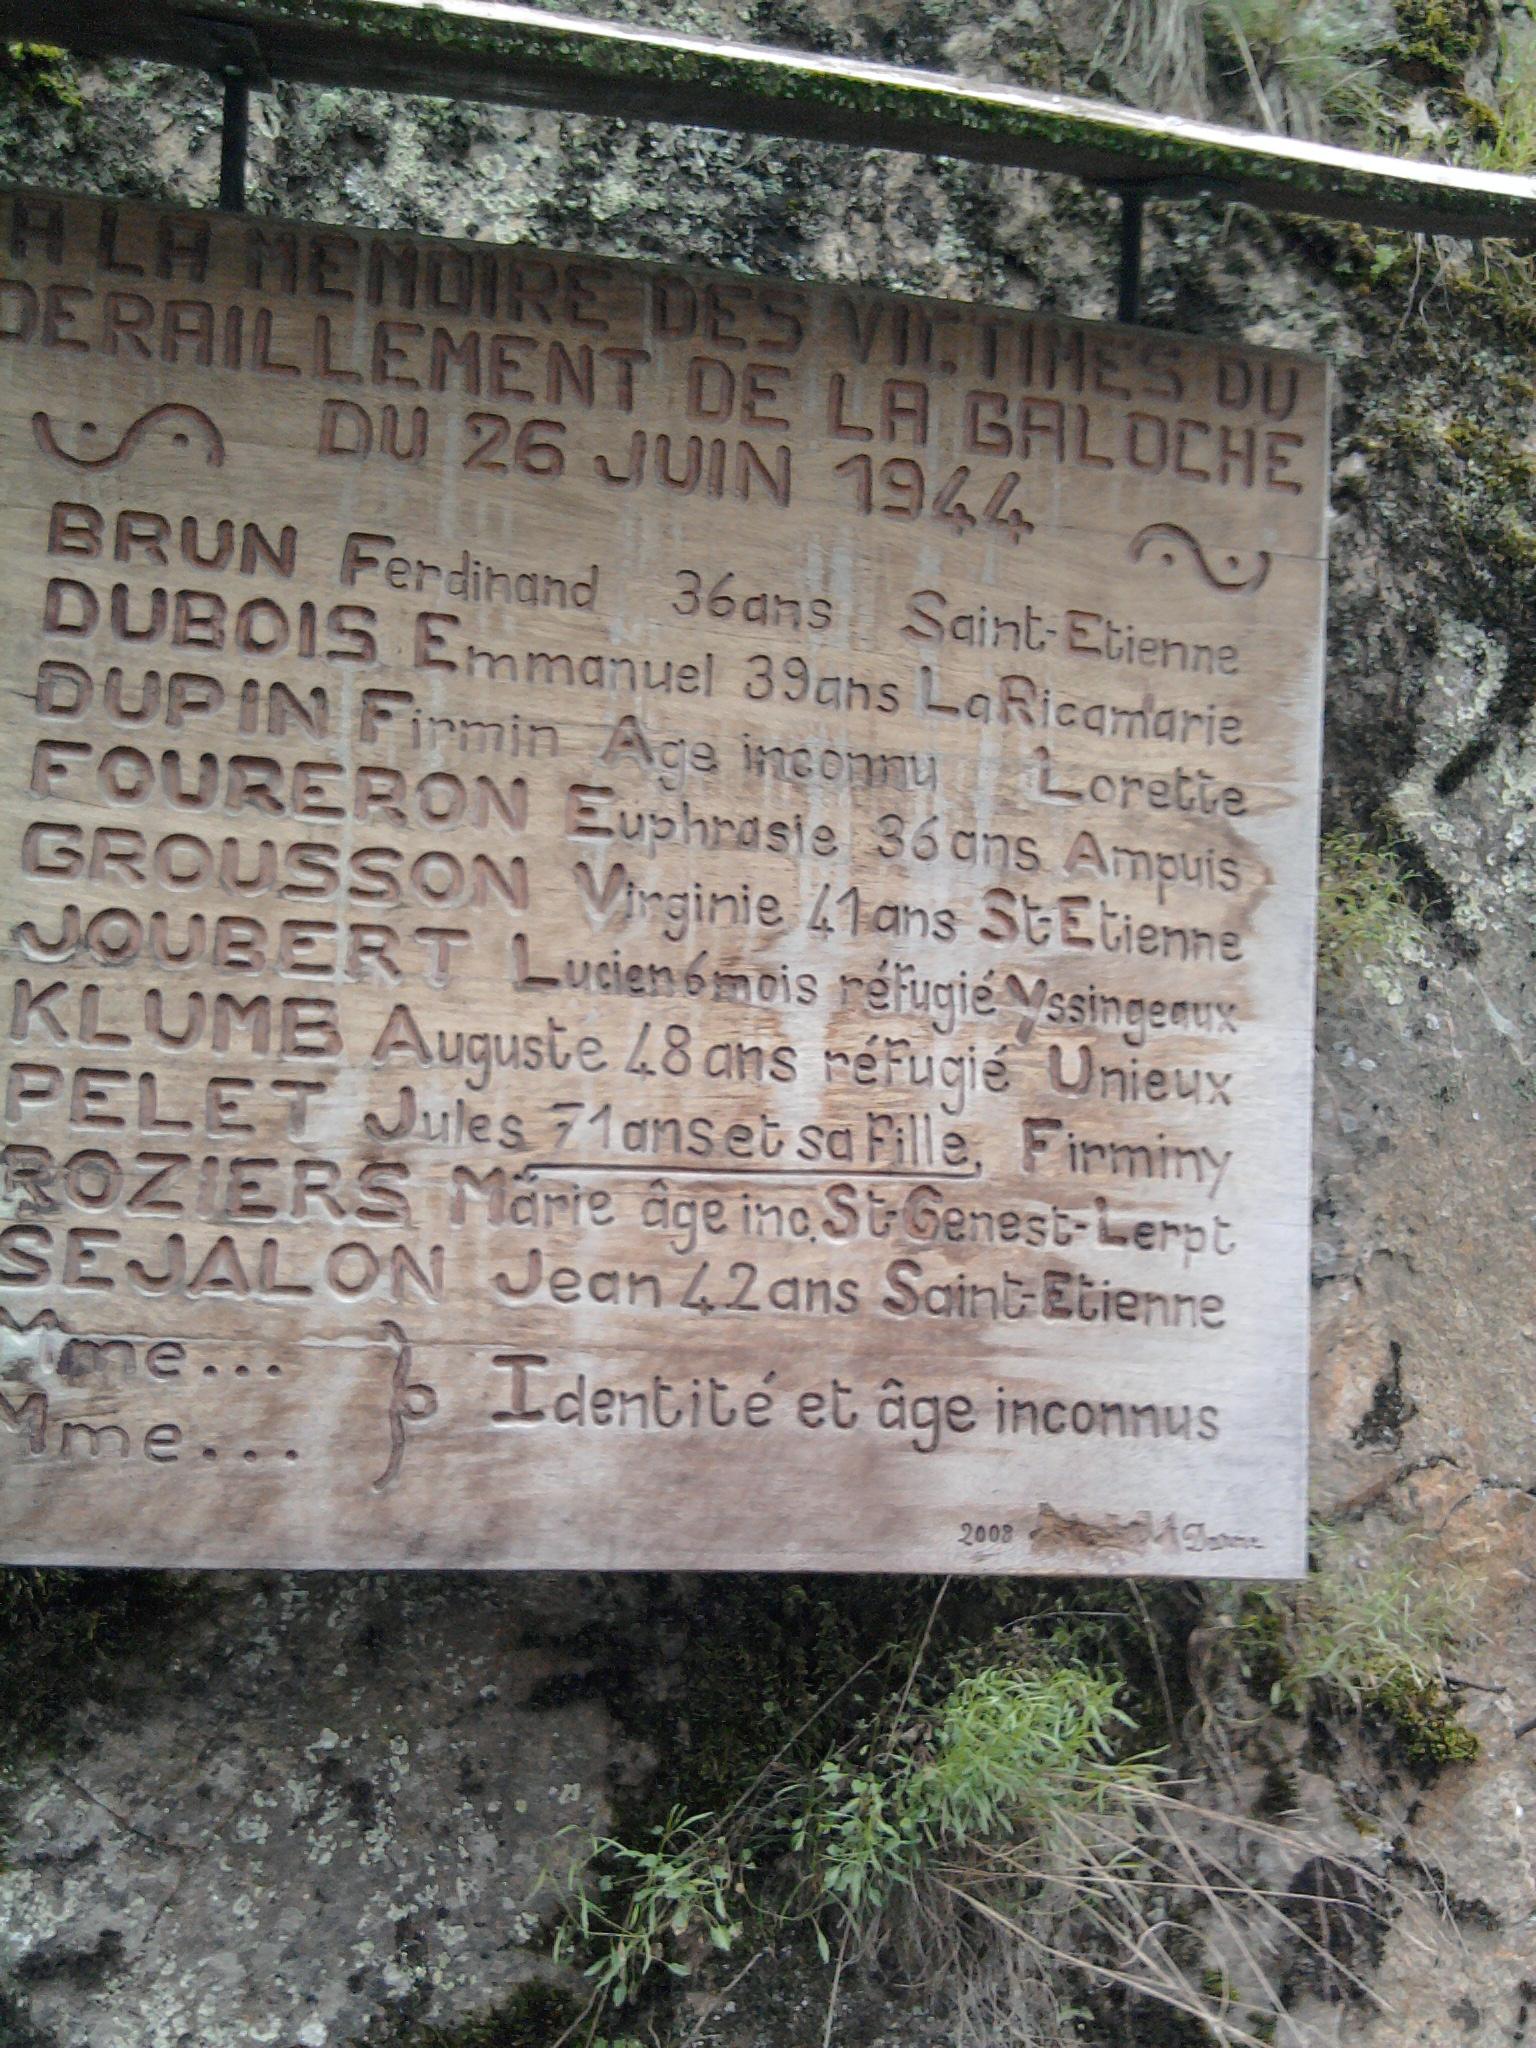 A LA MEMOIRE DES VICTIMES DU
DERAILLEMENT DE LA GALOCHE
DU 26 JUIN 1944
BRUN Ferdinand 36ans Saint-Etienne
DUBOIS Emmanuel 39ans La Ricamarie
DUPIN Firmin Age inconnu Lorette
FOURERON Euphrasie 36ans Ampuis
GROUSSON Virginie 41ans St-Etienne
JOUBERT Lucien 6mois réfugié Yssingeaux
KLUMB Auguste 48ans réfugié Unieux
PELET Jules 71ans et sa fille, Firminy
ROZIERS Marie âge inc. St-Genest-Lerpt
SEJALON Jean 42ans Saint-Etienne
Mme...
Mme...
Identité et âge inconnus
2008